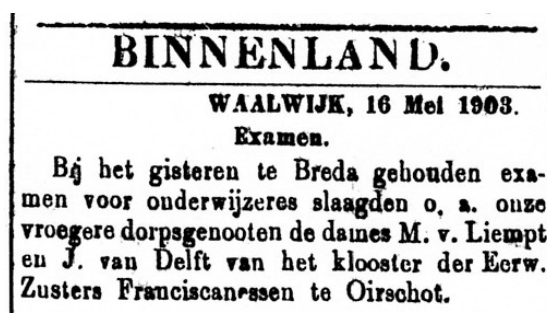 BINNENLAND.
WAALWIJK, 16 Mei 1903.
Examen.
Bij het gisteren te Breda gehouden exa-
men voor onderwijzeres slaagden o. a. onze
vroegere dorpsgenooten de dames M. v. Liempt
en J. van Delft van het klooster der Eerw.
Zusters Franciscanessen te Oirschot.